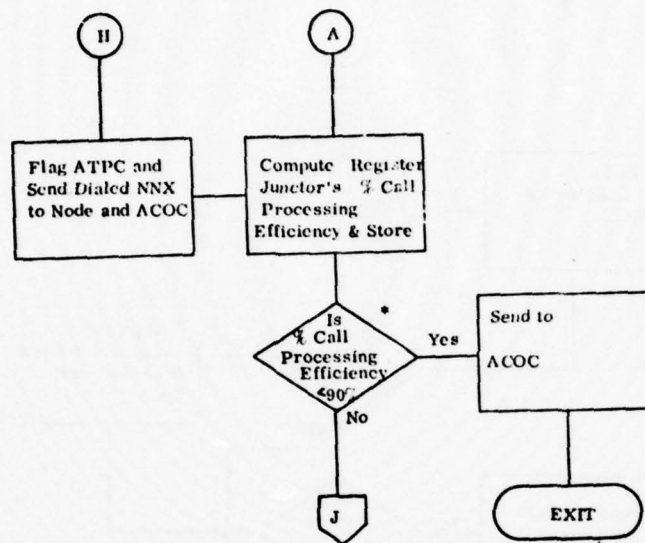 H
A
Flag ATPC and
Send Dialed NNX
to Node and ACOC
Compute Register
Junctor's % Call
Processing
Efficiency & Store
Is
% Call
Processing
Efficiency
≤90%
*
Yes
Send to
ACOC
No
J
EXIT